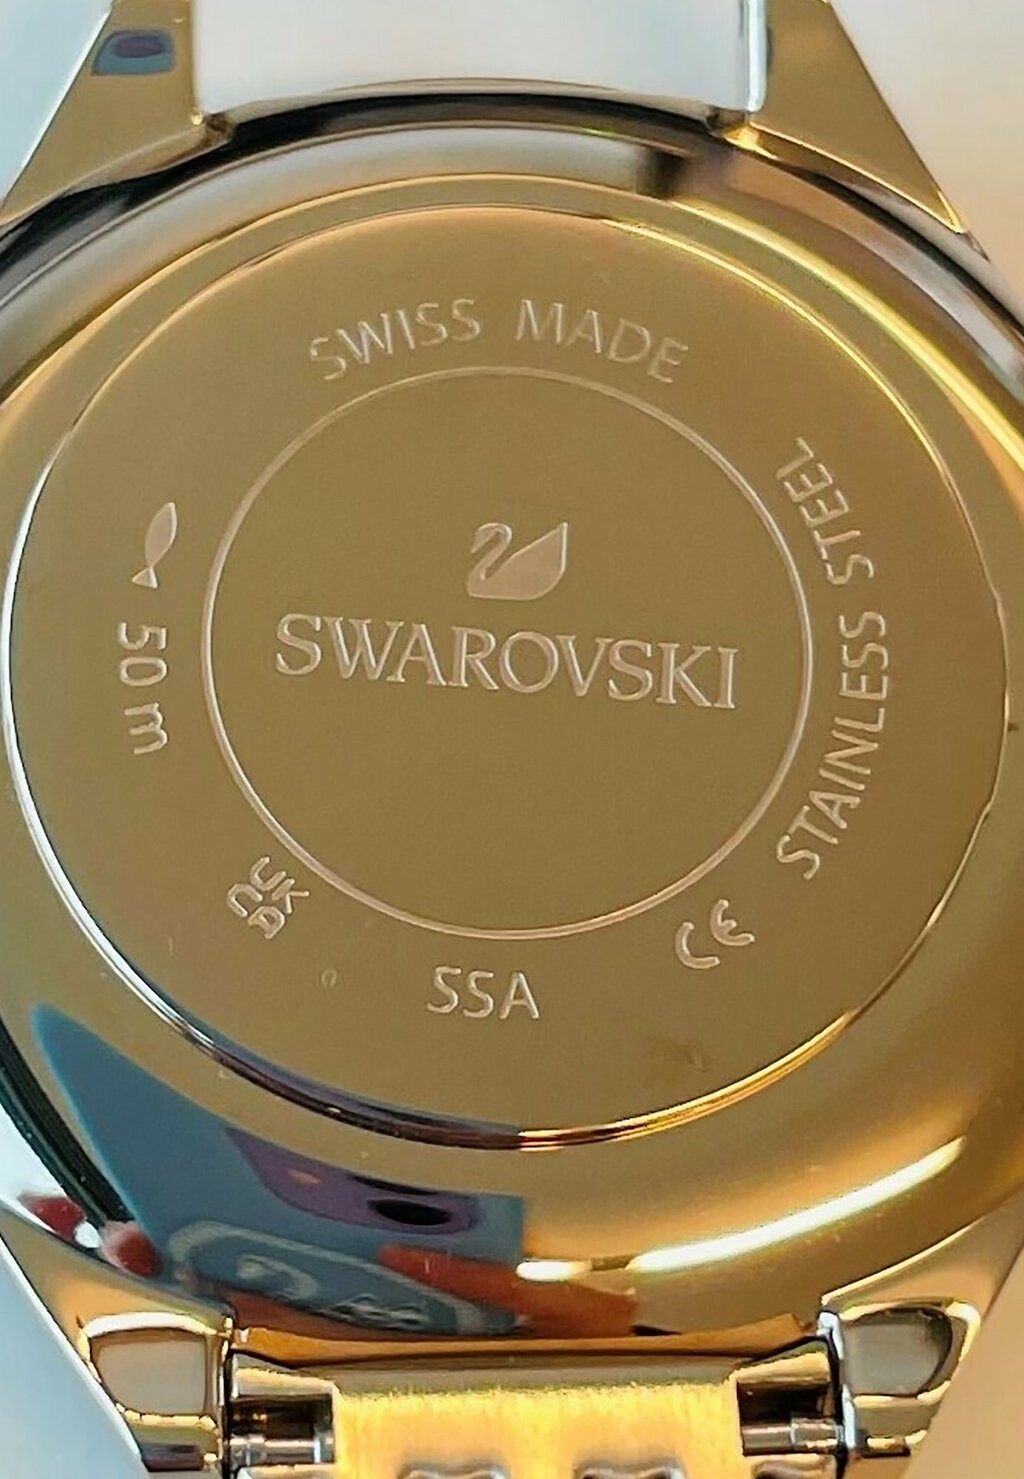 SWISS MADE
STAINLESS STEEL
SWAROVSKI
50 m
UK
CA
CE
SSA